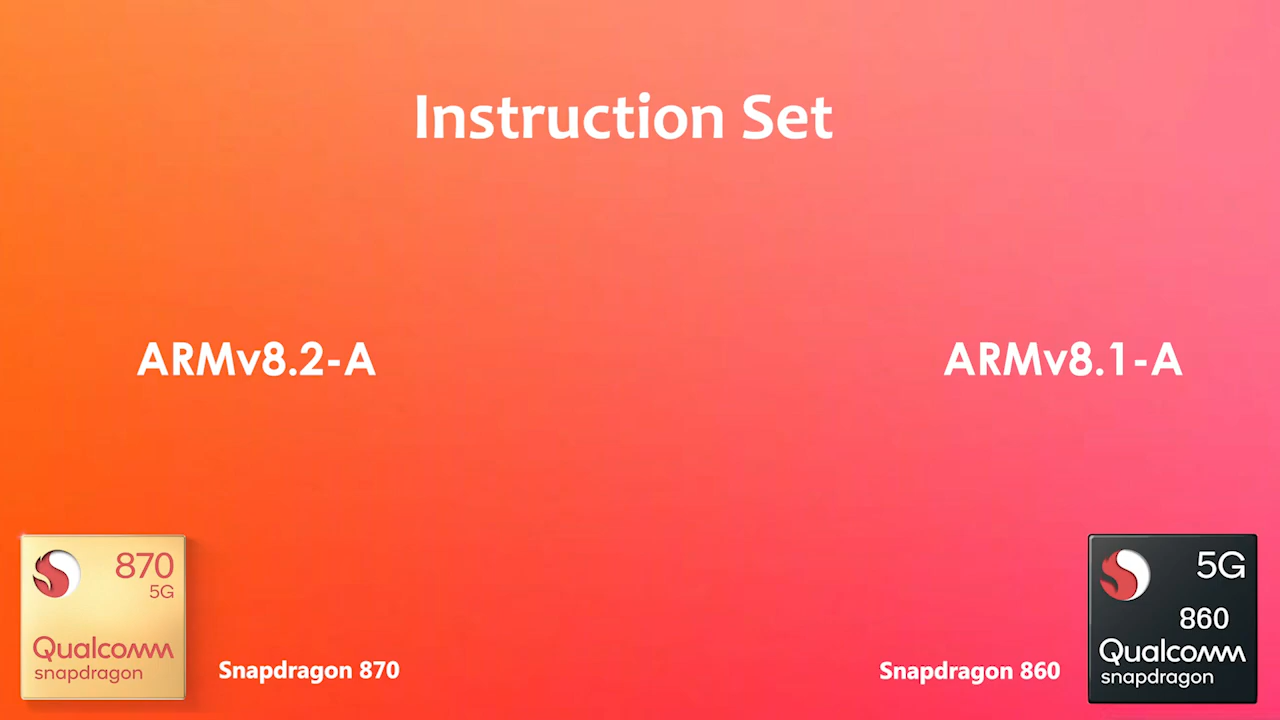 Instruction Set
ARMv8.2-A
ARMv8.1-A
870
5G
Qualcomm
snapdragon
Snapdragon 870
Snapdragon 860
5G
860
Qualcomm
snapdragon